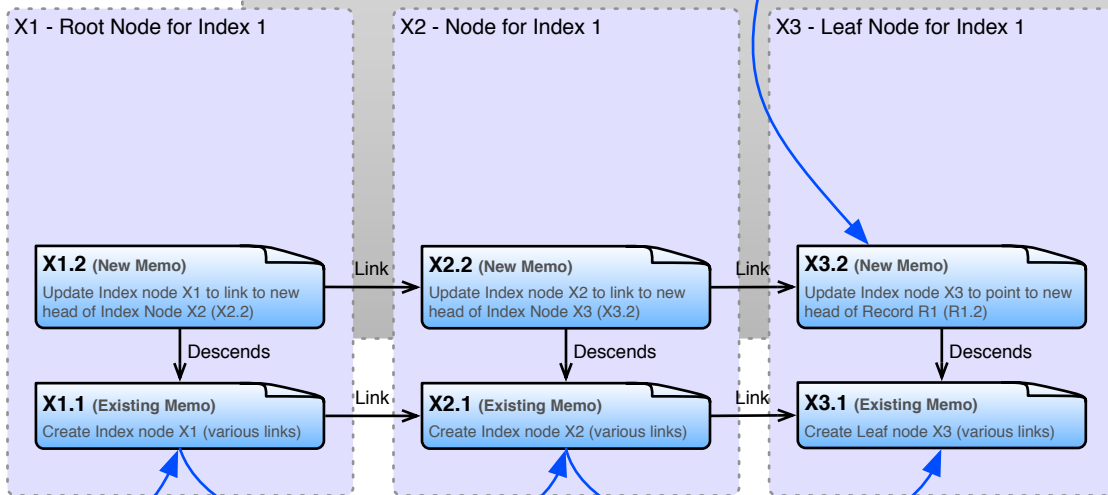 X1 - Root Node for Index 1
X2 - Node for Index 1
X3 - Leaf Node for Index 1
X1.2 (New Memo)
Update Index node X1 to link to new
head of Index Node X2 (X2.2)
Link
X2.2 (New Memo)
Update Index node X2 to link to new
head of Index Node X3 (X3.2)
Link
X3.2 (New Memo)
Update Index node X3 to point to new
head of Record R1 (R1.2)
Descends
Descends
Descends
X1.1 (Existing Memo)
Create Index node X1 (various links)
Link
X2.1 (Existing Memo)
Create Index node X2 (various links)
Link
X3.1 (Existing Memo)
Create Leaf node X3 (various links)